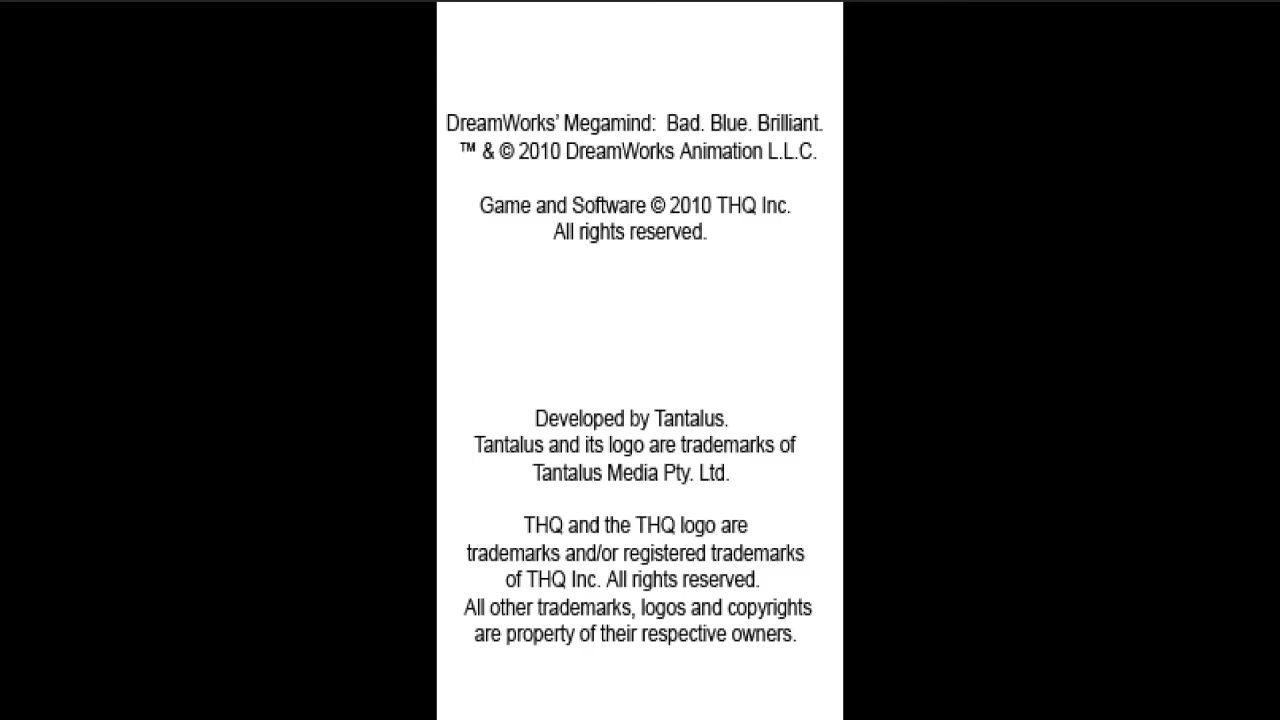 DreamWorks’ Megamind:  Bad. Blue. Brilliant.
™ & © 2010 DreamWorks Animation L.L.C.
Game and Software © 2010 THQ Inc.
All rights reserved.
Developed by Tantalus.
Tantalus and its logo are trademarks of
Tantalus Media Pty. Ltd.
THQ and the THQ logo are
trademarks and/or registered trademarks
of THQ Inc. All rights reserved.
All other trademarks, logos and copyrights
are property of their respective owners.